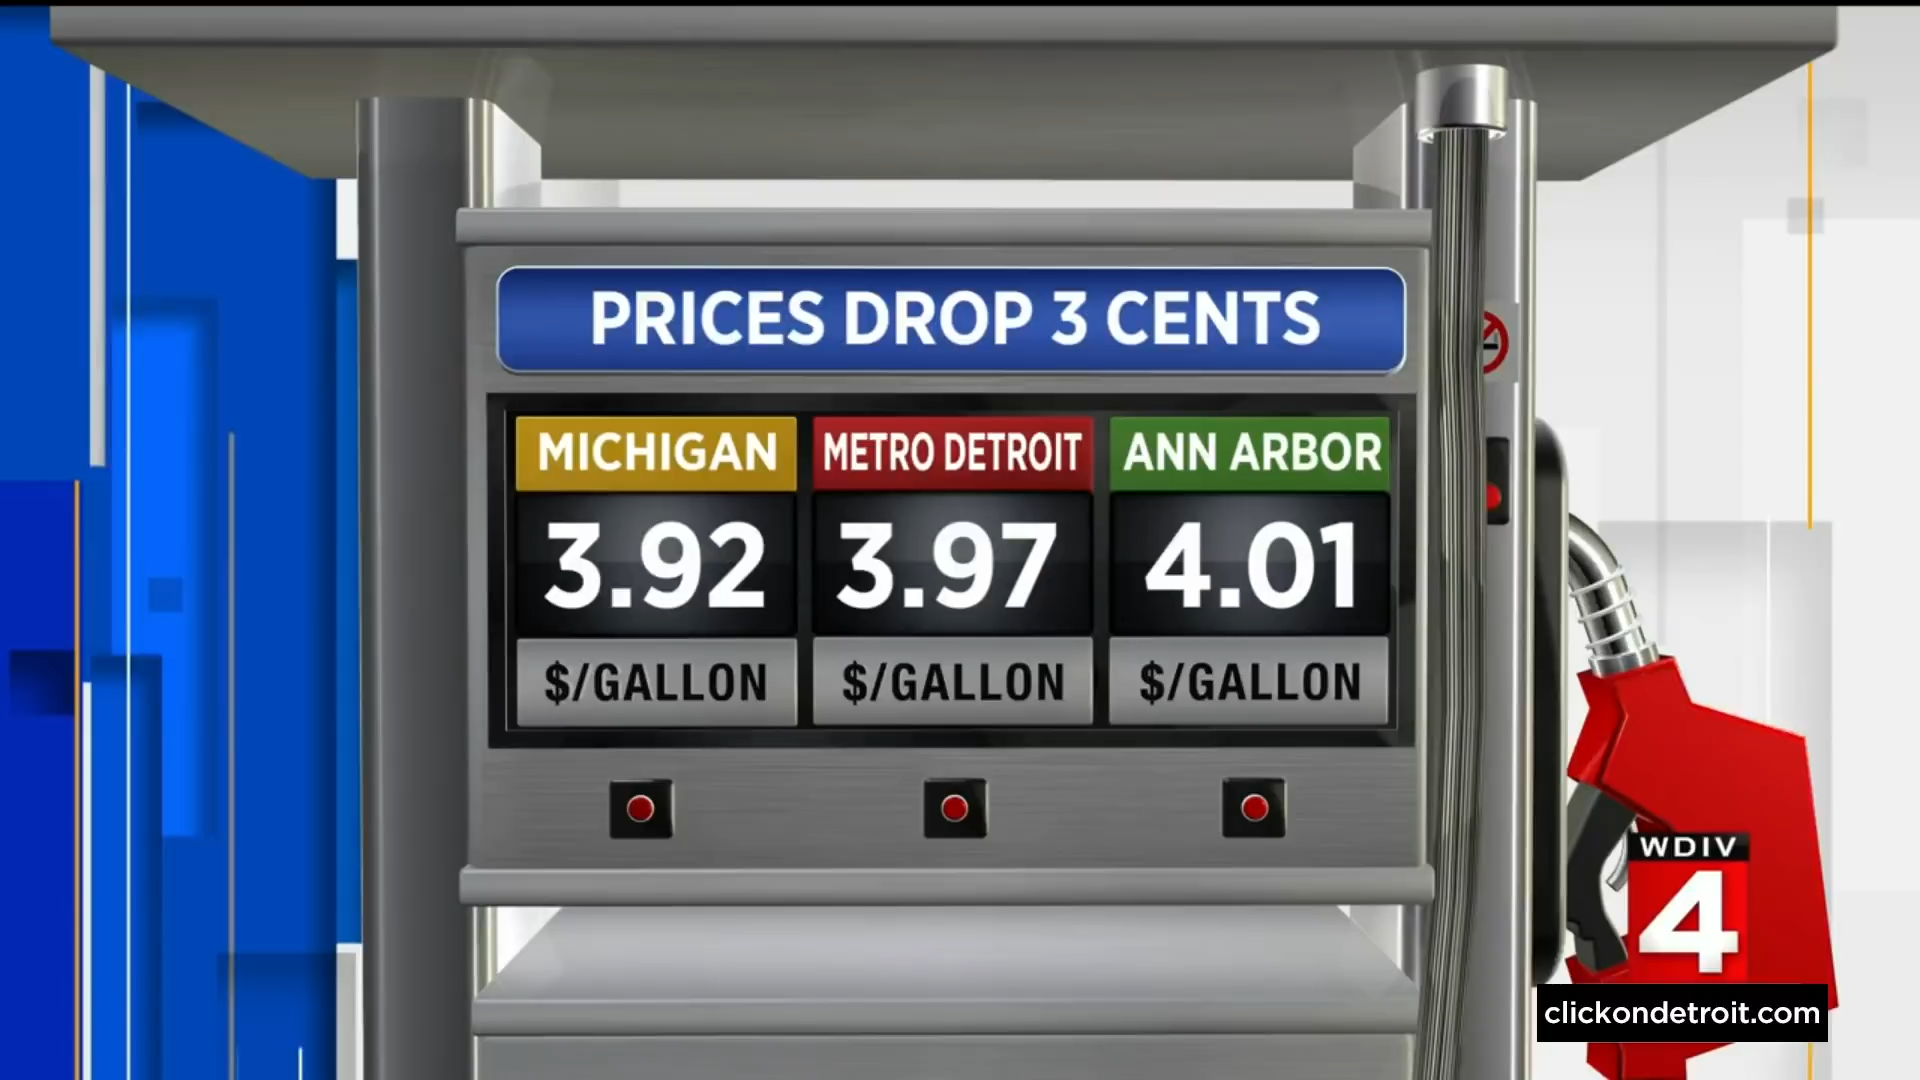 PRICES DROP 3 CENTS
MICHIGAN METRO DETROIT ANN ARBOR
3.92 3.97 4.01
$/GALLON $/GALLON $/GALLON
WDIV
4
clickondetroit.com